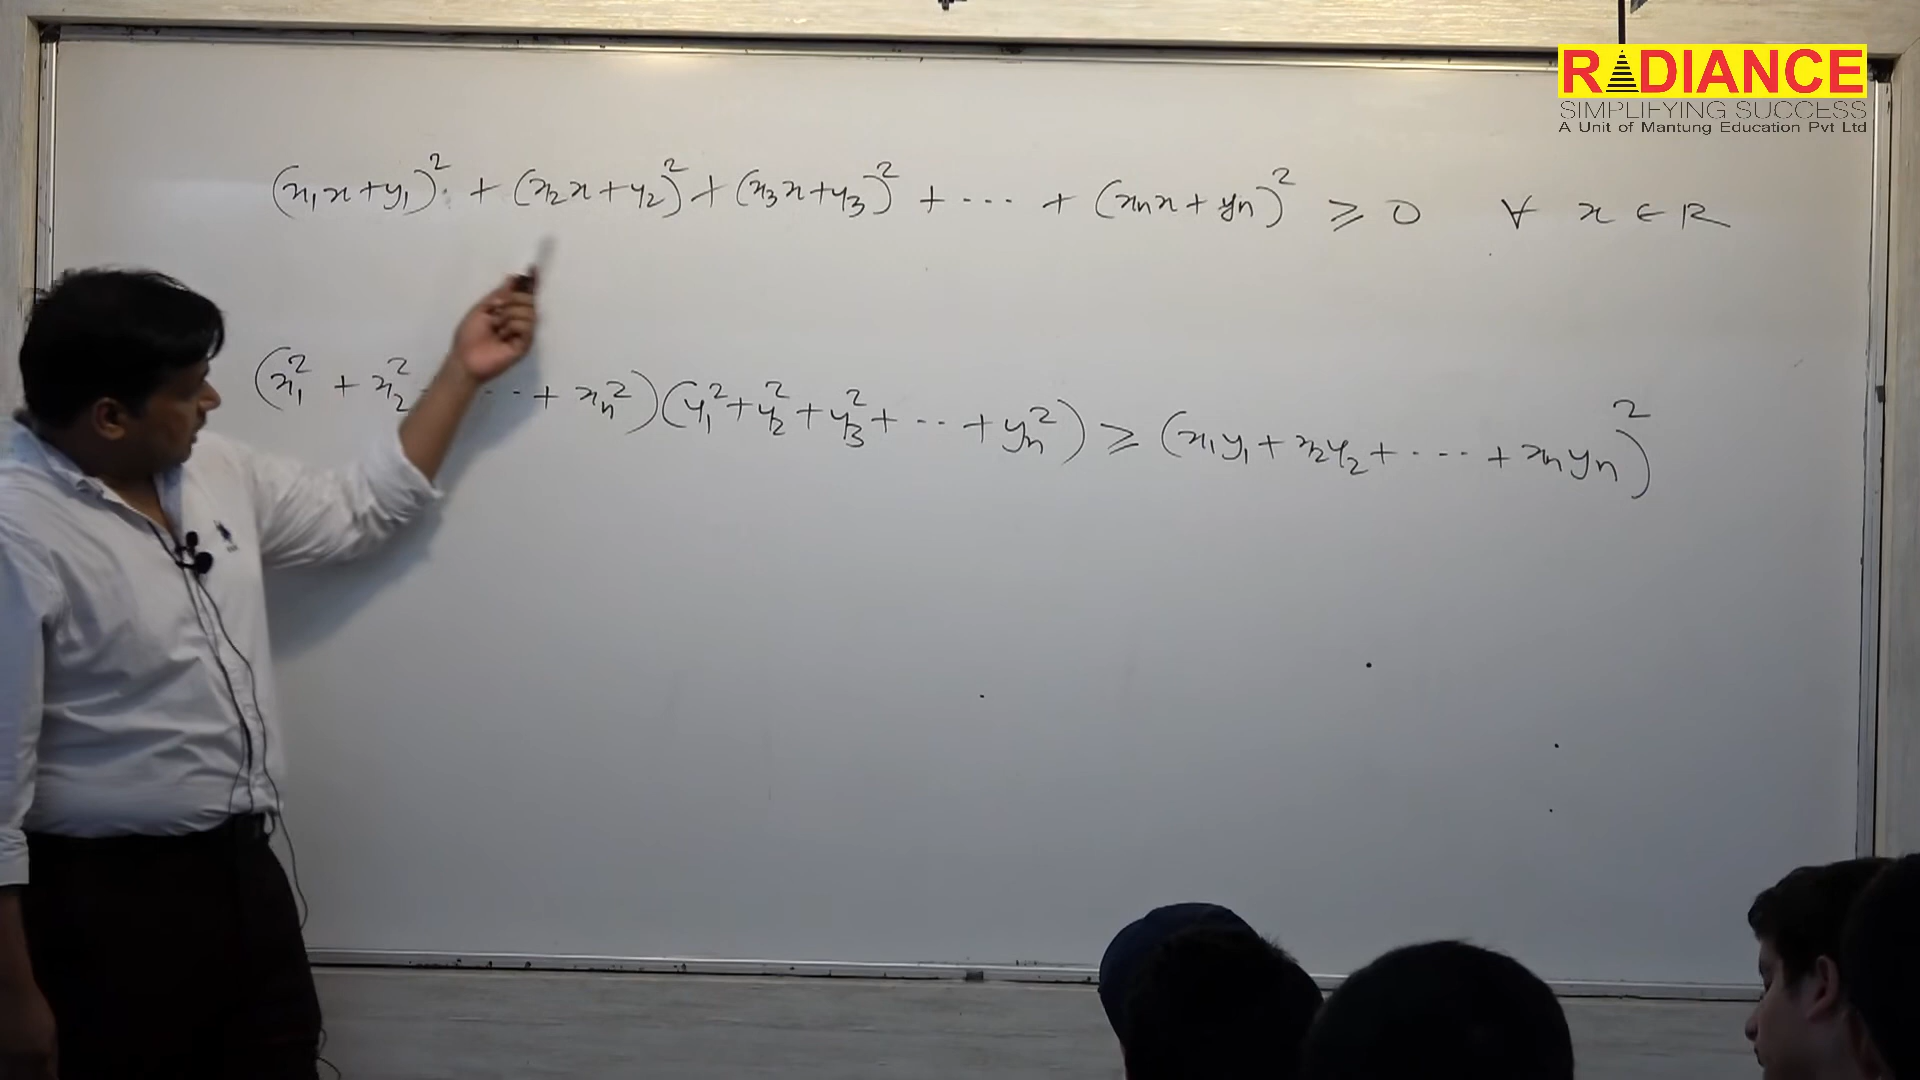 RADIANCE
SIMPLIFYING SUCCESS
A Unit of Mantung Education Pvt Ltd
(x₁x+y₁)² + (x₂x+y₂)² + (x₃x+y₃)² + --- + (xₙx+yₙ)² ⩾ 0 ∀ x ∈ R
(x₁² + x₂² -- + xₙ²)(y₁²+y₂²+y₃²+ -- + yₙ²) ⩾ (x₁y₁+x₂y₂+ --- + xₙyₙ)²